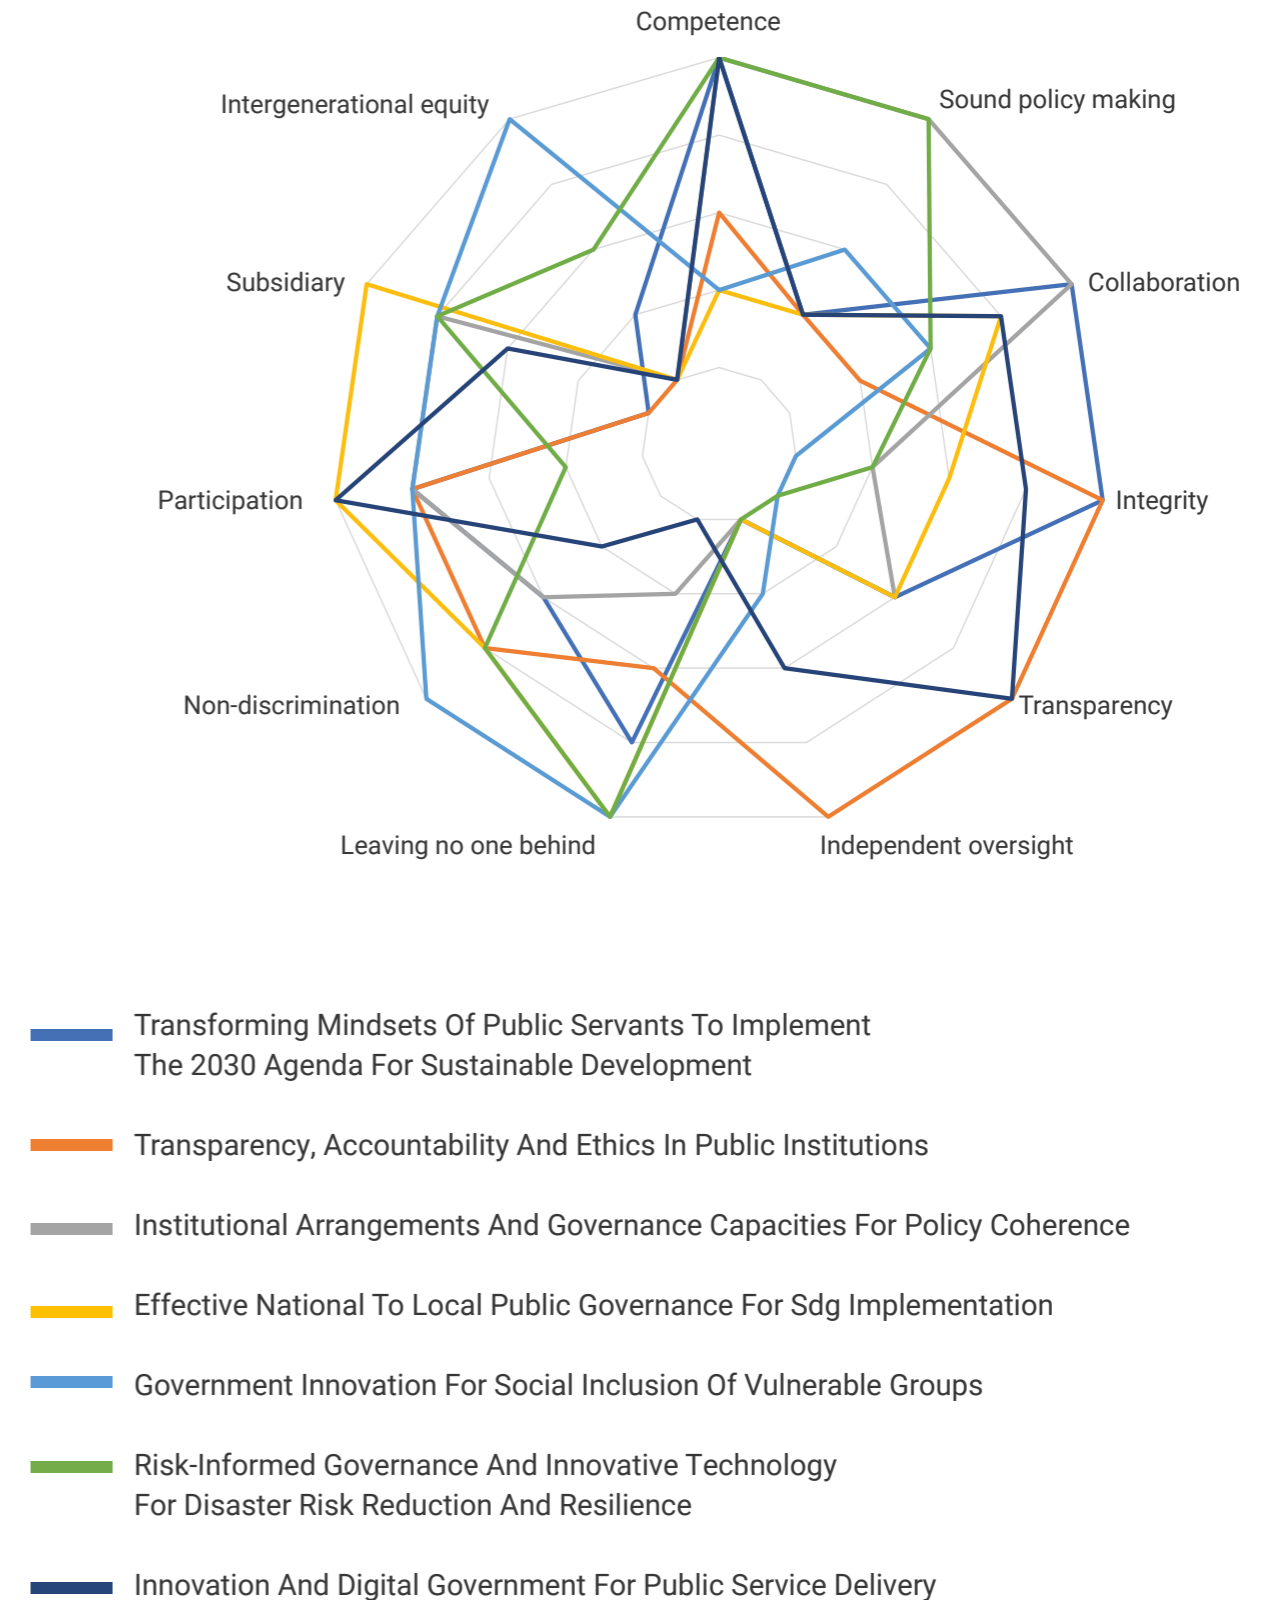 Competence
Sound policy making
Intergenerational equity
Collaboration
Subsidiary
Integrity
Participation
Transparency
Non-discrimination
Independent oversight
Leaving no one behind
Transforming Mindsets Of Public Servants To Implement
The 2030 Agenda For Sustainable Development
Transparency, Accountability And Ethics In Public Institutions
Institutional Arrangements And Governance Capacities For Policy Coherence
Effective National To Local Public Governance For Sdg Implementation
Government Innovation For Social Inclusion Of Vulnerable Groups
Risk-Informed Governance And Innovative Technology
For Disaster Risk Reduction And Resilience
Innovation And Digital Government For Public Service Delivery